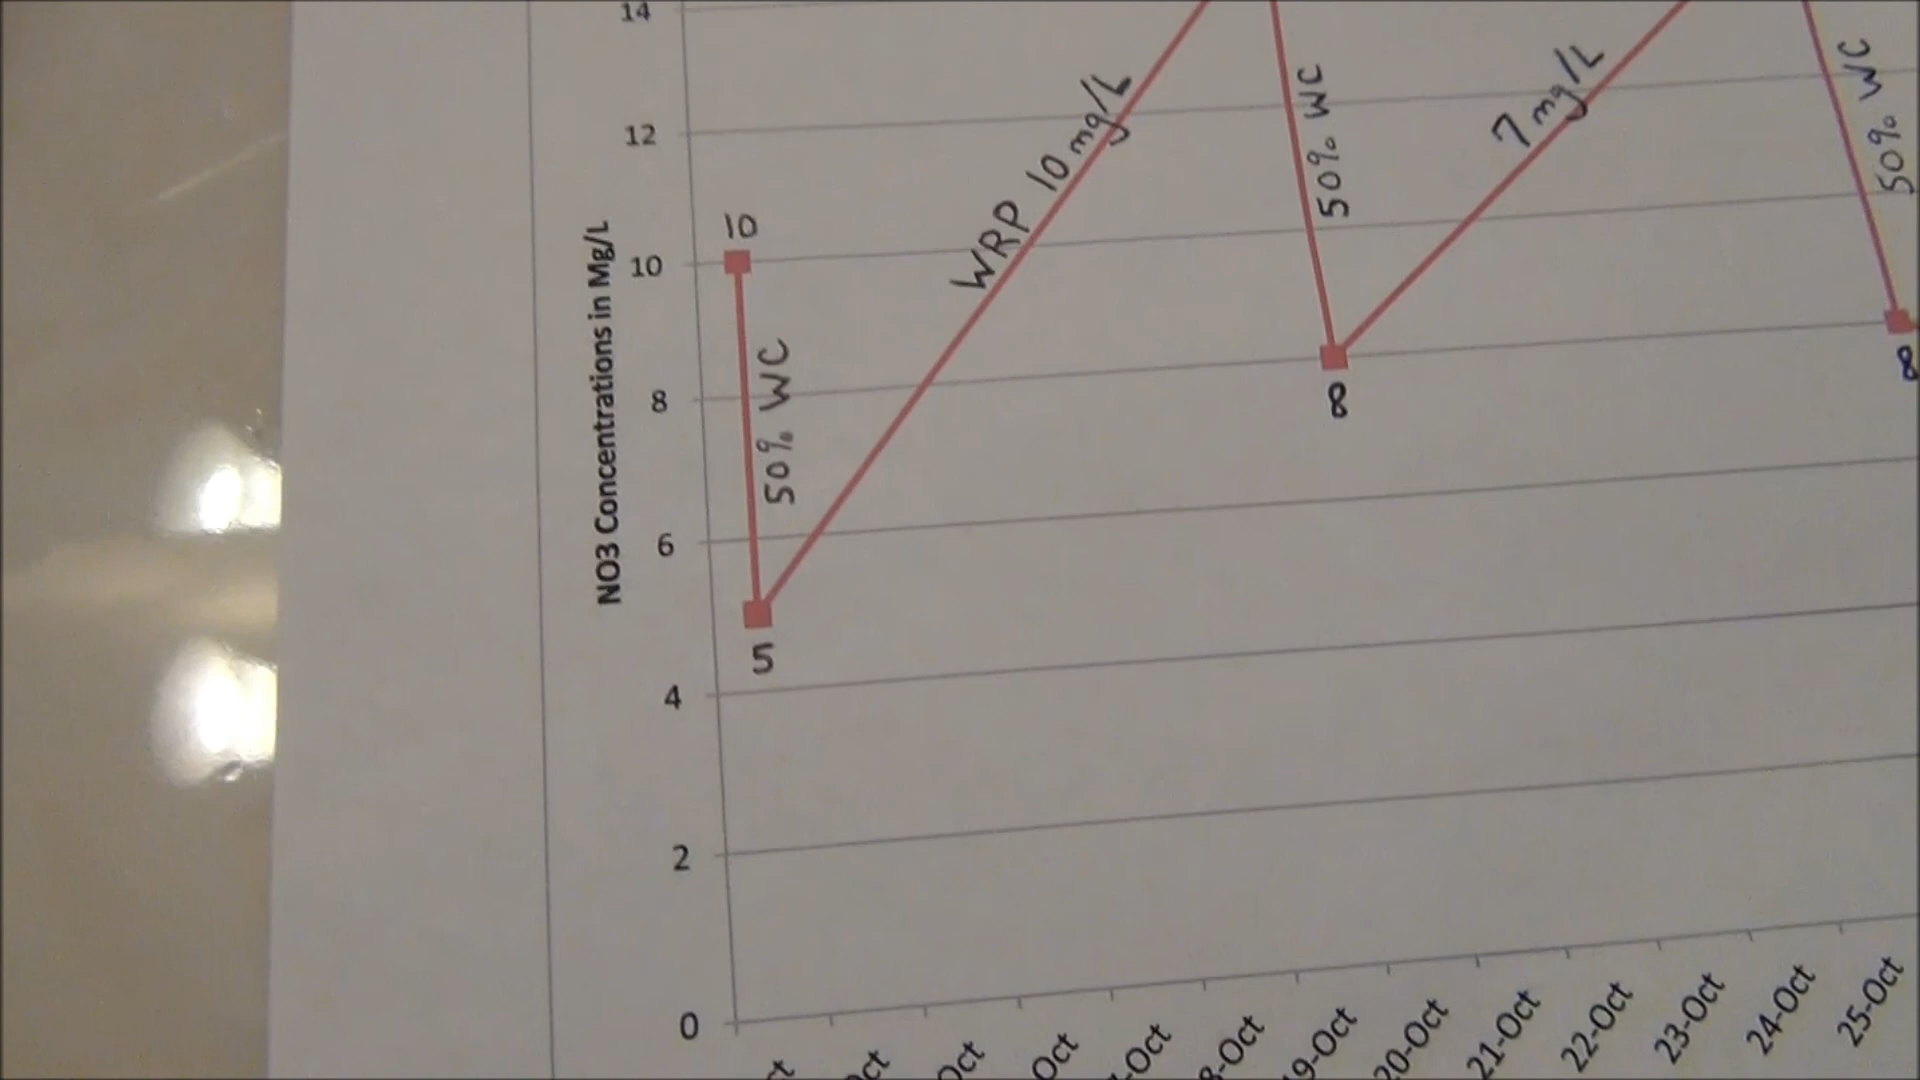 14
12
10
8
6
4
2
0
NO3 Concentrations in Mg/L
10
50% WC
5
WRP 10 mg/L
50% WC
8
7 mg/L
50% WC
8
20-Oct
21-Oct
22-Oct
23-Oct
24-Oct
25-Oct